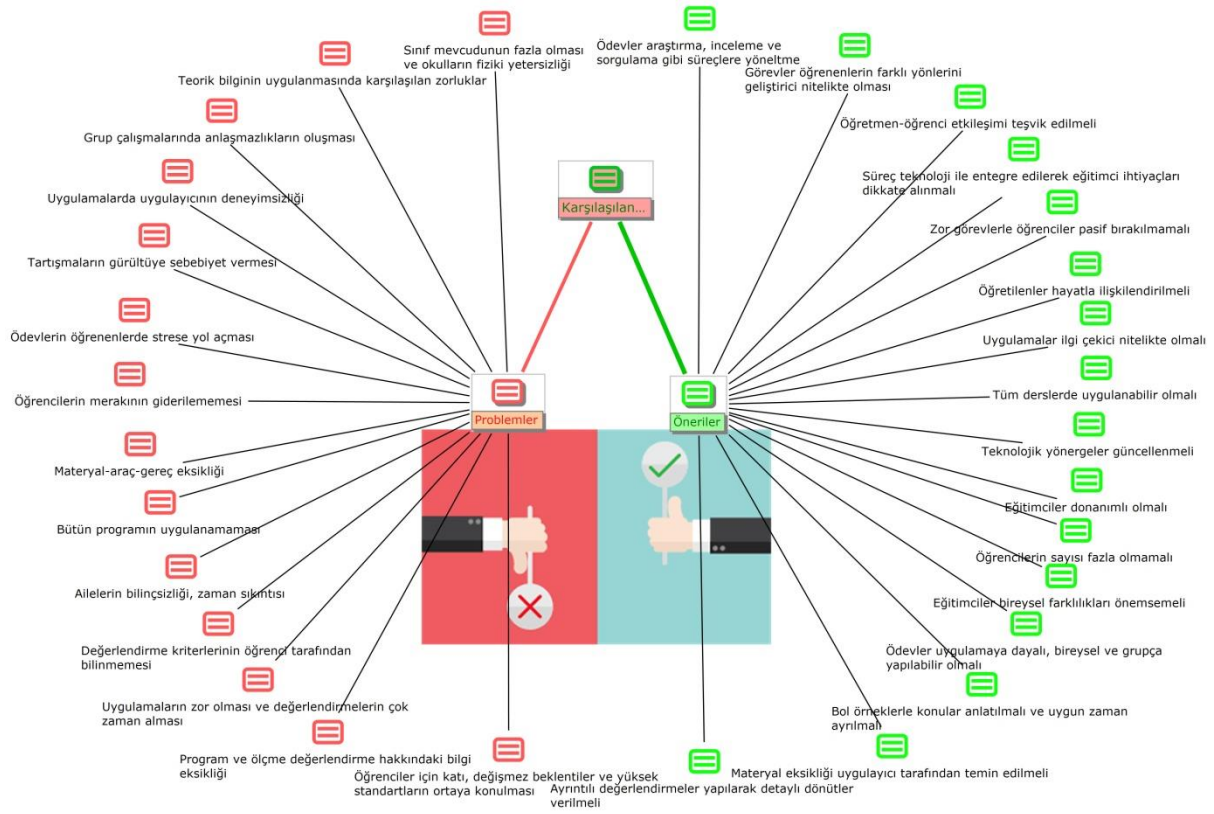 Sınıf mevcudunun fazla olması
ve okulların fiziki yetersizliği
Teorik bilginin uygulanmasında karşılaşılan zorluklar
Grup çalışmalarında anlaşmazlıkların oluşması
Uygulamalarda uygulayıcının deneyimsizliği
Tartışmaların gürültüye sebebiyet vermesi
Ödevlerin öğrenenlerde strese yol açması
Öğrencilerin merakının giderilememesi
Materyal-araç-gereç eksikliği
Bütün programın uygulanamaması
Ailelerin bilinçsizliği, zaman sıkıntısı
Değerlendirme kriterlerinin öğrenci tarafından
bilinmemesi
Uygulamaların zor olması ve değerlendirmelerin çok
zaman alması
Program ve ölçme değerlendirme hakkındaki bilgi
eksikliği
Öğrenciler için katı, değişmez beklentiler ve yüksek
standartların ortaya konulması
Karşılaşılan...
Problemler
Öneriler
Ödevler araştırma, inceleme ve
sorgulama gibi süreçlere yöneltme
Görevler öğrenenlerin farklı yönlerini
geliştirici nitelikte olması
Öğretmen-öğrenci etkileşimi teşvik edilmeli
Süreç teknoloji ile entegre edilerek eğitimci ihtiyaçları
dikkate alınmalı
Zor görevlerle öğrenciler pasif bırakılmamalı
Öğretilenler hayatla ilişkilendirilmeli
Uygulamalar ilgi çekici nitelikte olmalı
Tüm derslerde uygulanabilir olmalı
Teknolojik yönergeler güncellenmeli
Eğitimciler donanımlı olmalı
Öğrencilerin sayısı fazla olmamalı
Eğitimciler bireysel farklılıkları önemsemeli
Ödevler uygulamaya dayalı, bireysel ve grupça
yapılabilir olmalı
Bol örneklerle konular anlatılmalı ve uygun zaman
ayrılmalı
Materyal eksikliği uygulayıcı tarafından temin edilmeli
Ayrıntılı değerlendirmeler yapılarak detaylı dönütler
verilmeli